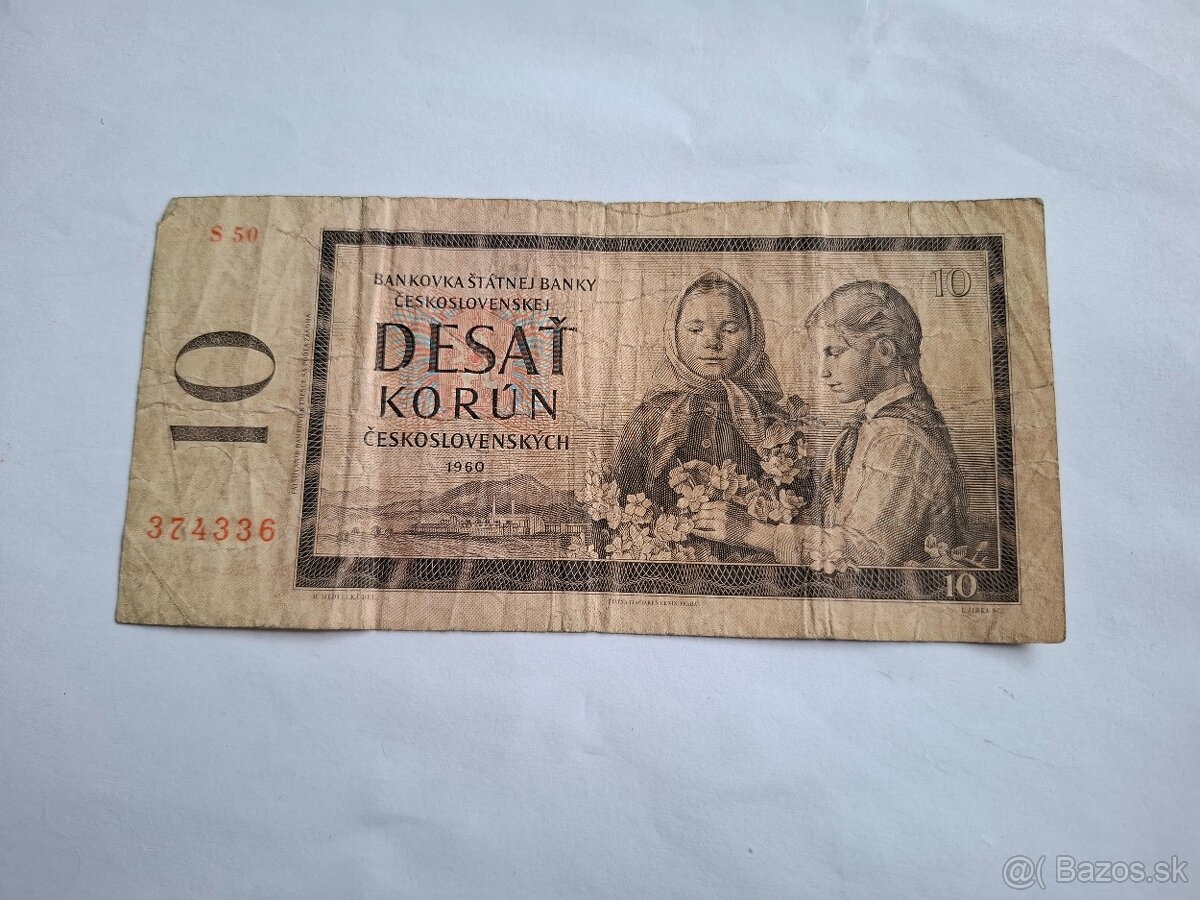 S 50
10
BANKOVKA ŠTÁTNEJ BANKY
ČESKOSLOVENSKEJ
DESAŤ
KORÚN
ČESKOSLOVENSKÝCH
1960
10
374336
10
@( Bazos.sk